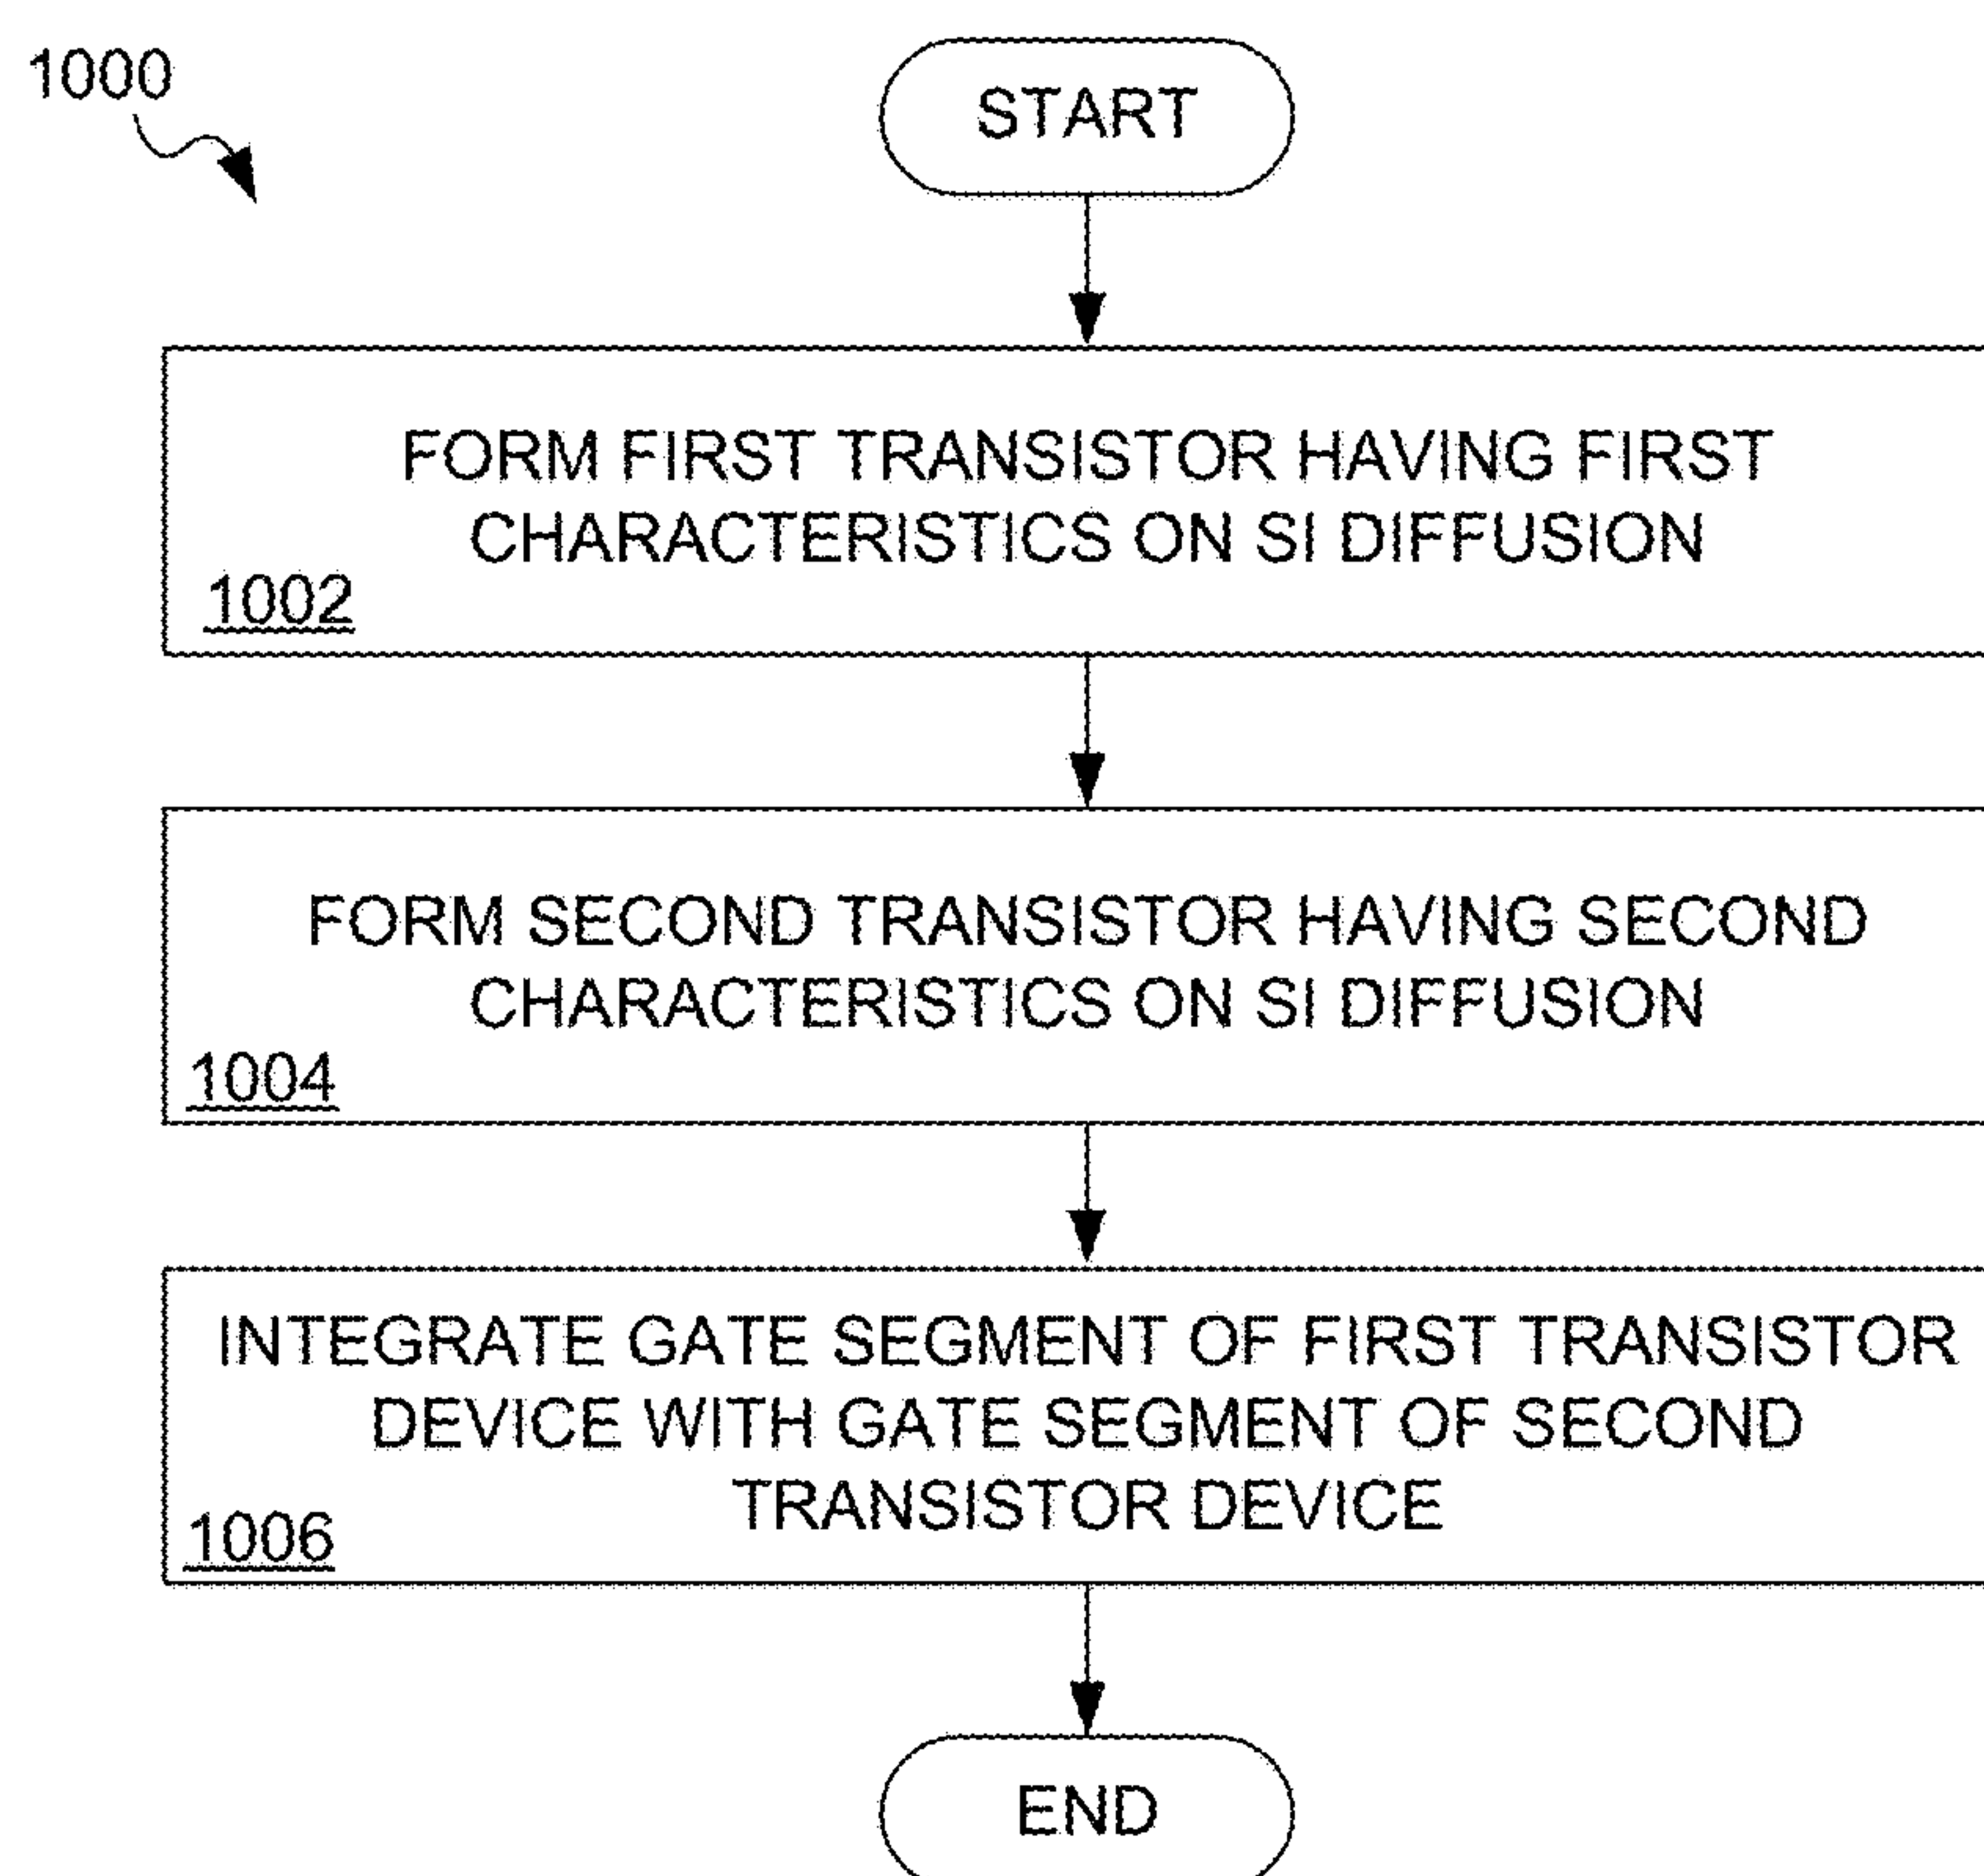 1000
START
FORM FIRST TRANSISTOR HAVING FIRST
CHARACTERISTICS ON SI DIFFUSION
1002
FORM SECOND TRANSISTOR HAVING SECOND
CHARACTERISTICS ON SI DIFFUSION
1004
INTEGRATE GATE SEGMENT OF FIRST TRANSISTOR
DEVICE WITH GATE SEGMENT OF SECOND
TRANSISTOR DEVICE
1006
END